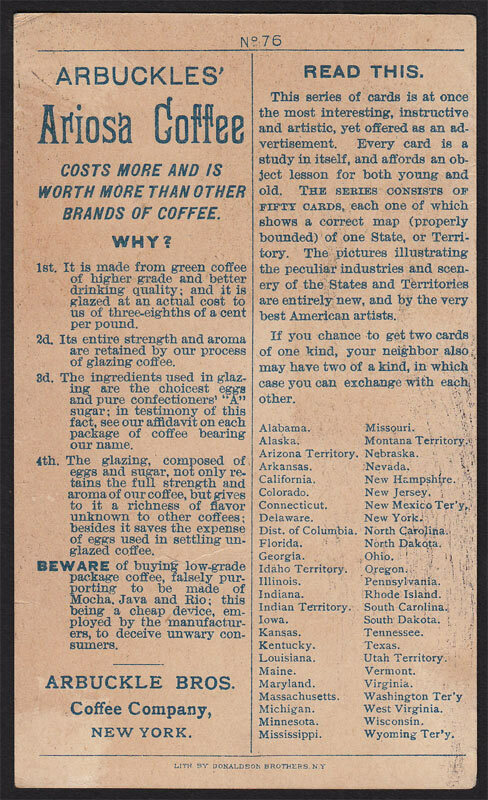 No 76
ARBUCKLES'
Ariosa Coffee
COSTS MORE AND IS
WORTH MORE THAN OTHER
BRANDS OF COFFEE.
WHY?
1st. It is made from green coffee
of higher grade and better
drinking quality; and it is
glazed at an actual cost to
us of three-eighths of a cent
per pound.
2d. Its entire strength and aroma
are retained by our process
of glazing coffee.
3d. The ingredients used in glaz-
ing are the choicest eggs
and pure confectioners' "A"
sugar; in testimony of this
fact, see our affidavit on each
package of coffee bearing
our name.
4th. The glazing, composed of
eggs and sugar, not only re-
tains the full strength and
aroma of our coffee, but gives
to it a richness of flavor
unknown to other coffees;
besides it saves the expense
of eggs used in settling un-
glazed coffee.
BEWARE of buying low-grade
package coffee, falsely pur-
porting to be made of
Mocha, Java and Rio; this
being a cheap device, em-
ployed by the manufactur-
ers, to deceive unwary con-
sumers.
ARBUCKLE BROS.
Coffee Company,
NEW YORK.
READ THIS.
This series of cards is at once
the most interesting, instructive
and artistic, yet offered as an ad-
vertisement. Every card is a
study in itself, and affords an ob-
ject lesson for both young and
old. THE SERIES CONSISTS OF
FIFTY CARDS, each one of which
shows a correct map (properly
bounded) of one State, or Terri-
tory. The pictures illustrating
the peculiar industries and scen-
ery of the States and Territories
are entirely new, and by the very
best American artists.
If you chance to get two cards
of one kind, your neighbor also
may have two of a kind, in which
case you can exchange with each
other.
Alabama. Missouri.
Alaska. Montana Territory.
Arizona Territory. Nebraska.
Arkansas. Nevada.
California. New Hampshire.
Colorado. New Jersey.
Connecticut. New Mexico Ter'y.
Delaware. New York.
Dist. of Columbia. North Carolina.
Florida. North Dakota.
Georgia. Ohio.
Idaho Territory. Oregon.
Illinois. Pennsylvania.
Indiana. Rhode Island.
Indian Territory. South Carolina.
Iowa. South Dakota.
Kansas. Tennessee.
Kentucky. Texas.
Louisiana. Utah Territory.
Maine. Vermont.
Maryland. Virginia.
Massachusetts. Washington Ter'y
Michigan. West Virginia.
Minnesota. Wisconsin.
Mississippi. Wyoming Ter'y.
LITH BY DONALDSON BROTHERS, N.Y